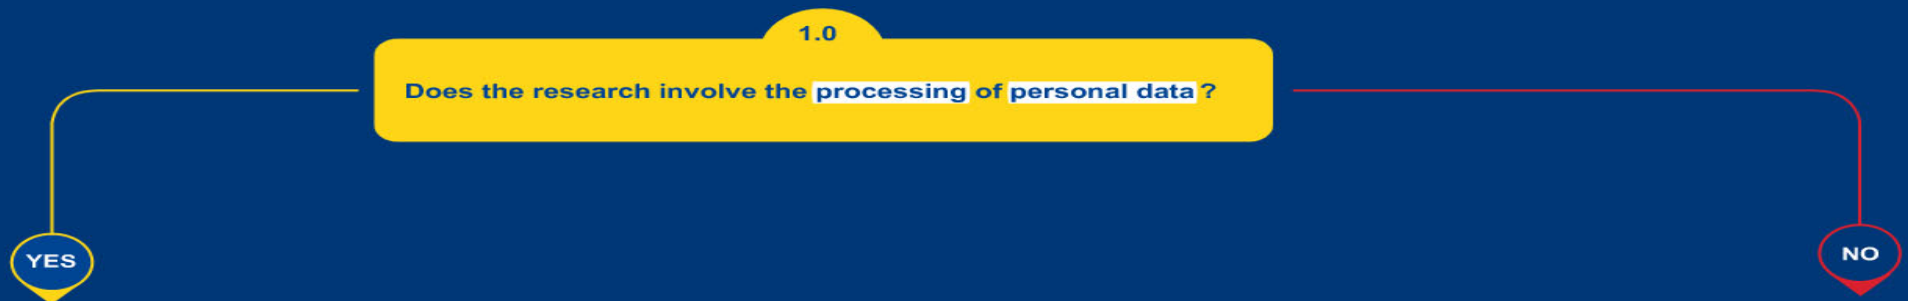 1.0
Does the research involve the processing of personal data?
YES
NO